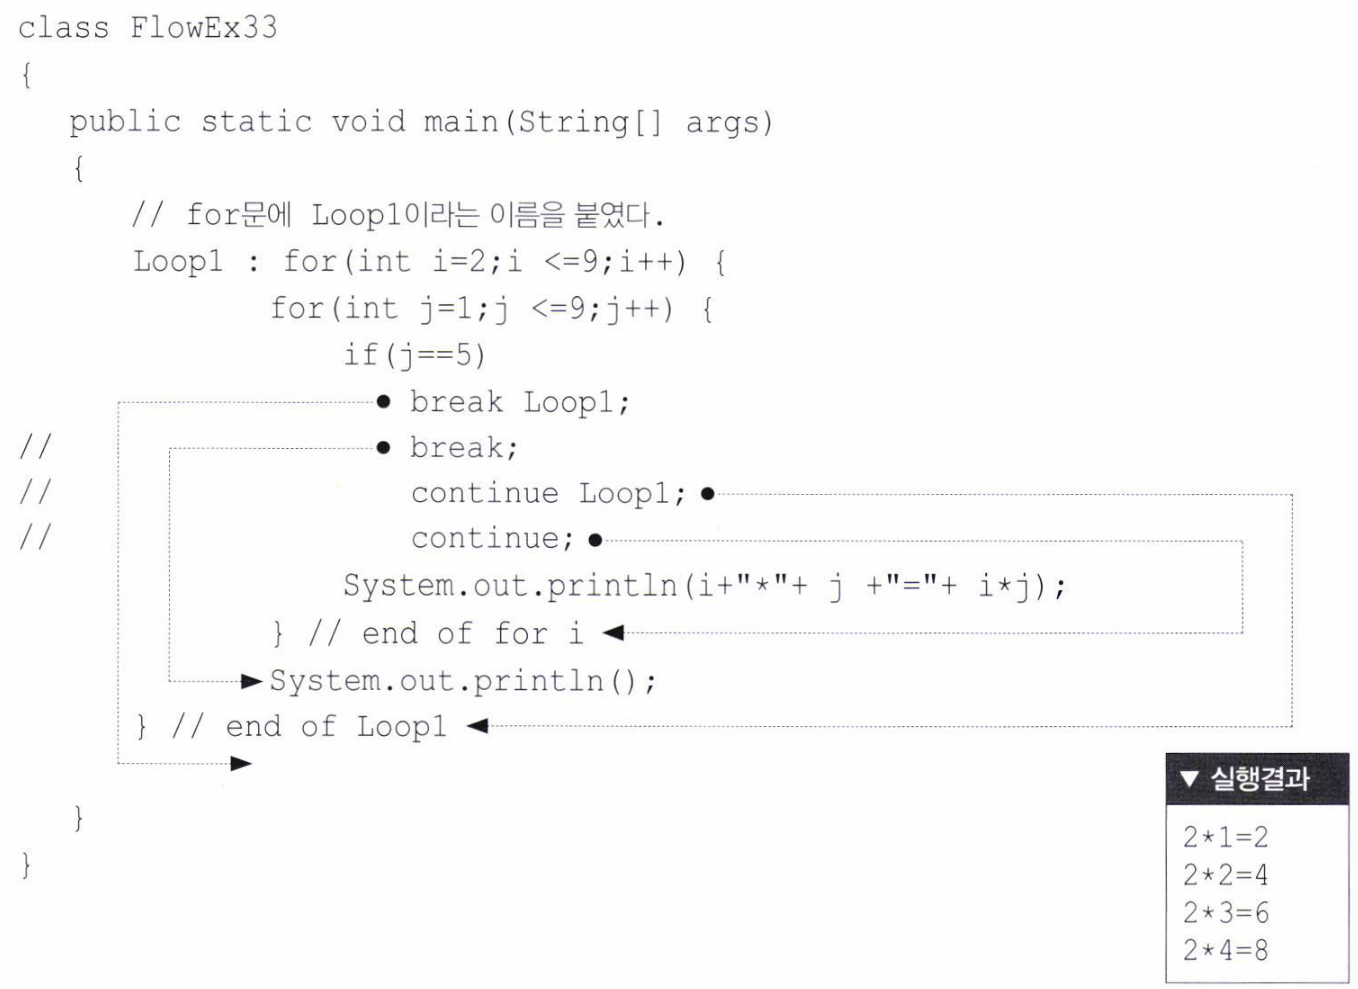 class FlowEx33
{
public static void main(String[] args)
{
// for문에 Loop1이라는 이름을 붙였다.
Loop1 : for(int i=2;i <=9;i++) {
for(int j=1;j <=9;j++) {
if(j==5)
break Loop1;
// break;
// continue Loop1;
// continue;
System.out.println(i+"*"+ j +"="+ i*j);
} // end of for i
System.out.println();
} // end of Loop1
}
}
▼ 실행결과
2*1=2
2*2=4
2*3=6
2*4=8